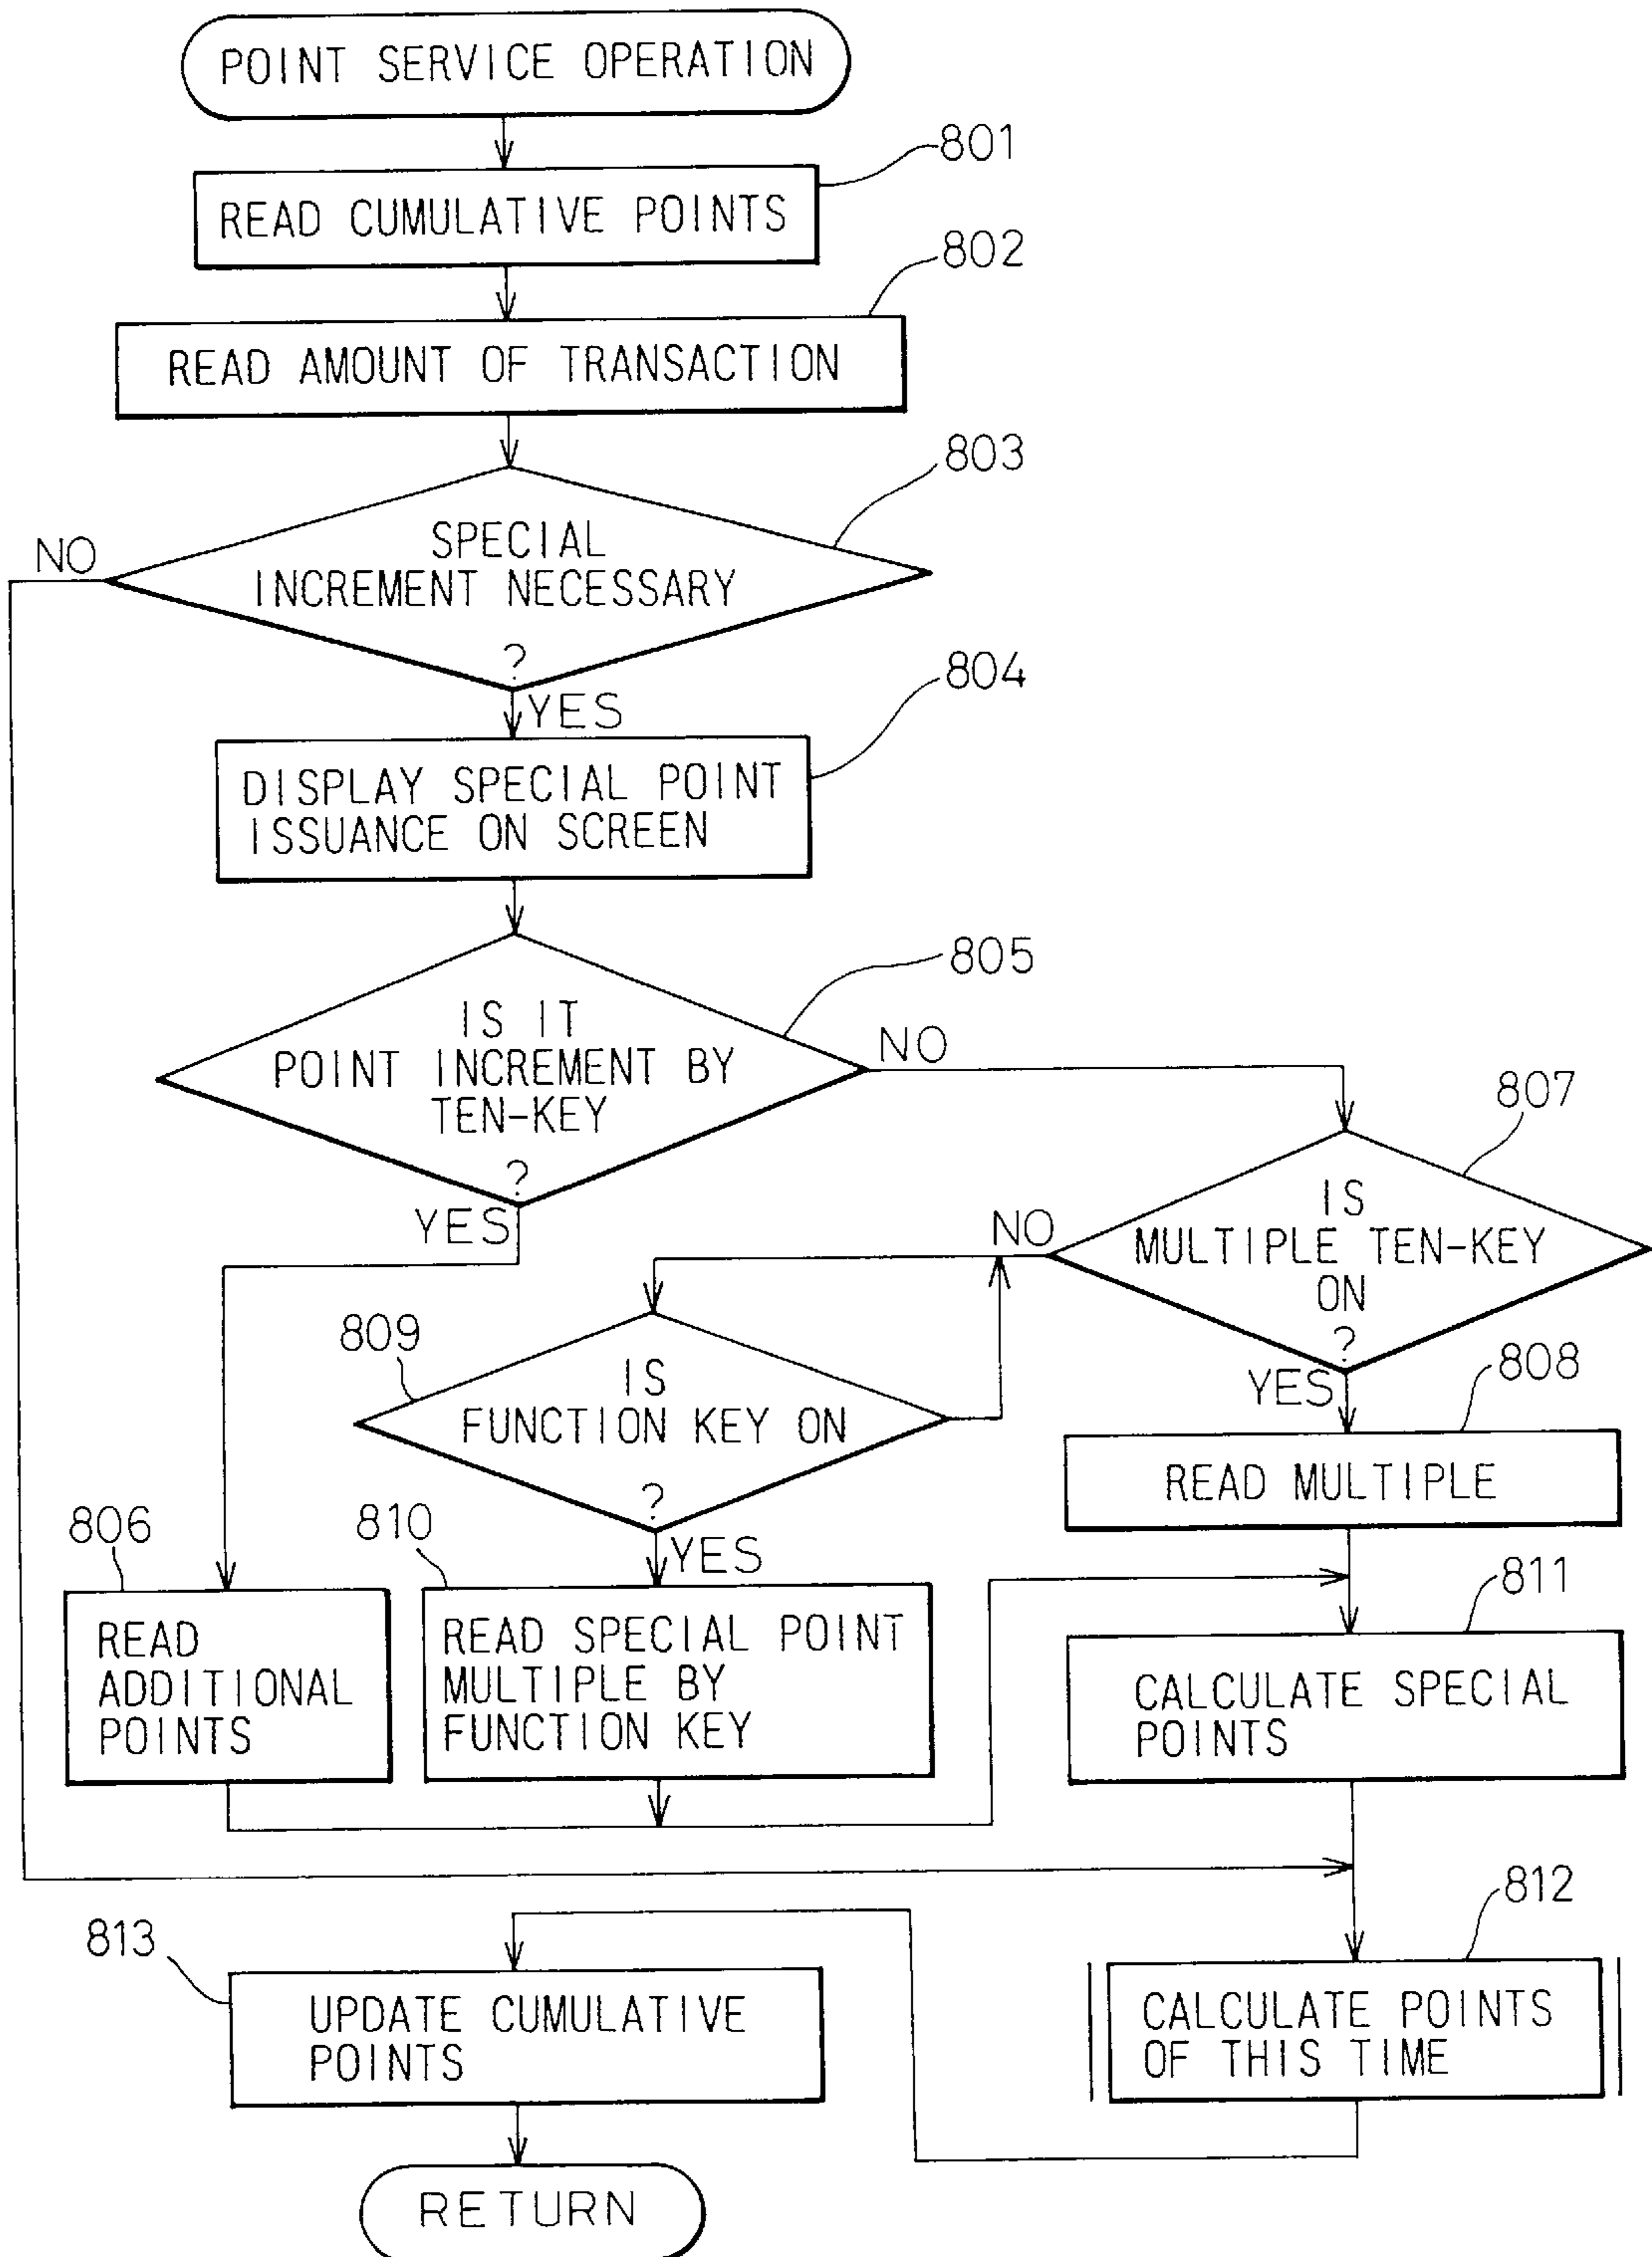 POINT SERVICE OPERATION
801
READ CUMULATIVE POINTS
802
READ AMOUNT OF TRANSACTION
803
NO
SPECIAL
INCREMENT NECESSARY
?
YES
804
DISPLAY SPECIAL POINT
ISSUANCE ON SCREEN
805
IS IT
POINT INCREMENT BY
TEN-KEY
?
NO
YES
807
IS
MULTIPLE TEN-KEY
ON
?
NO
YES
808
READ MULTIPLE
809
IS
FUNCTION KEY ON
?
YES
806
READ
ADDITIONAL
POINTS
810
READ SPECIAL POINT
MULTIPLE BY
FUNCTION KEY
811
CALCULATE SPECIAL
POINTS
812
CALCULATE POINTS
OF THIS TIME
813
UPDATE CUMULATIVE
POINTS
RETURN